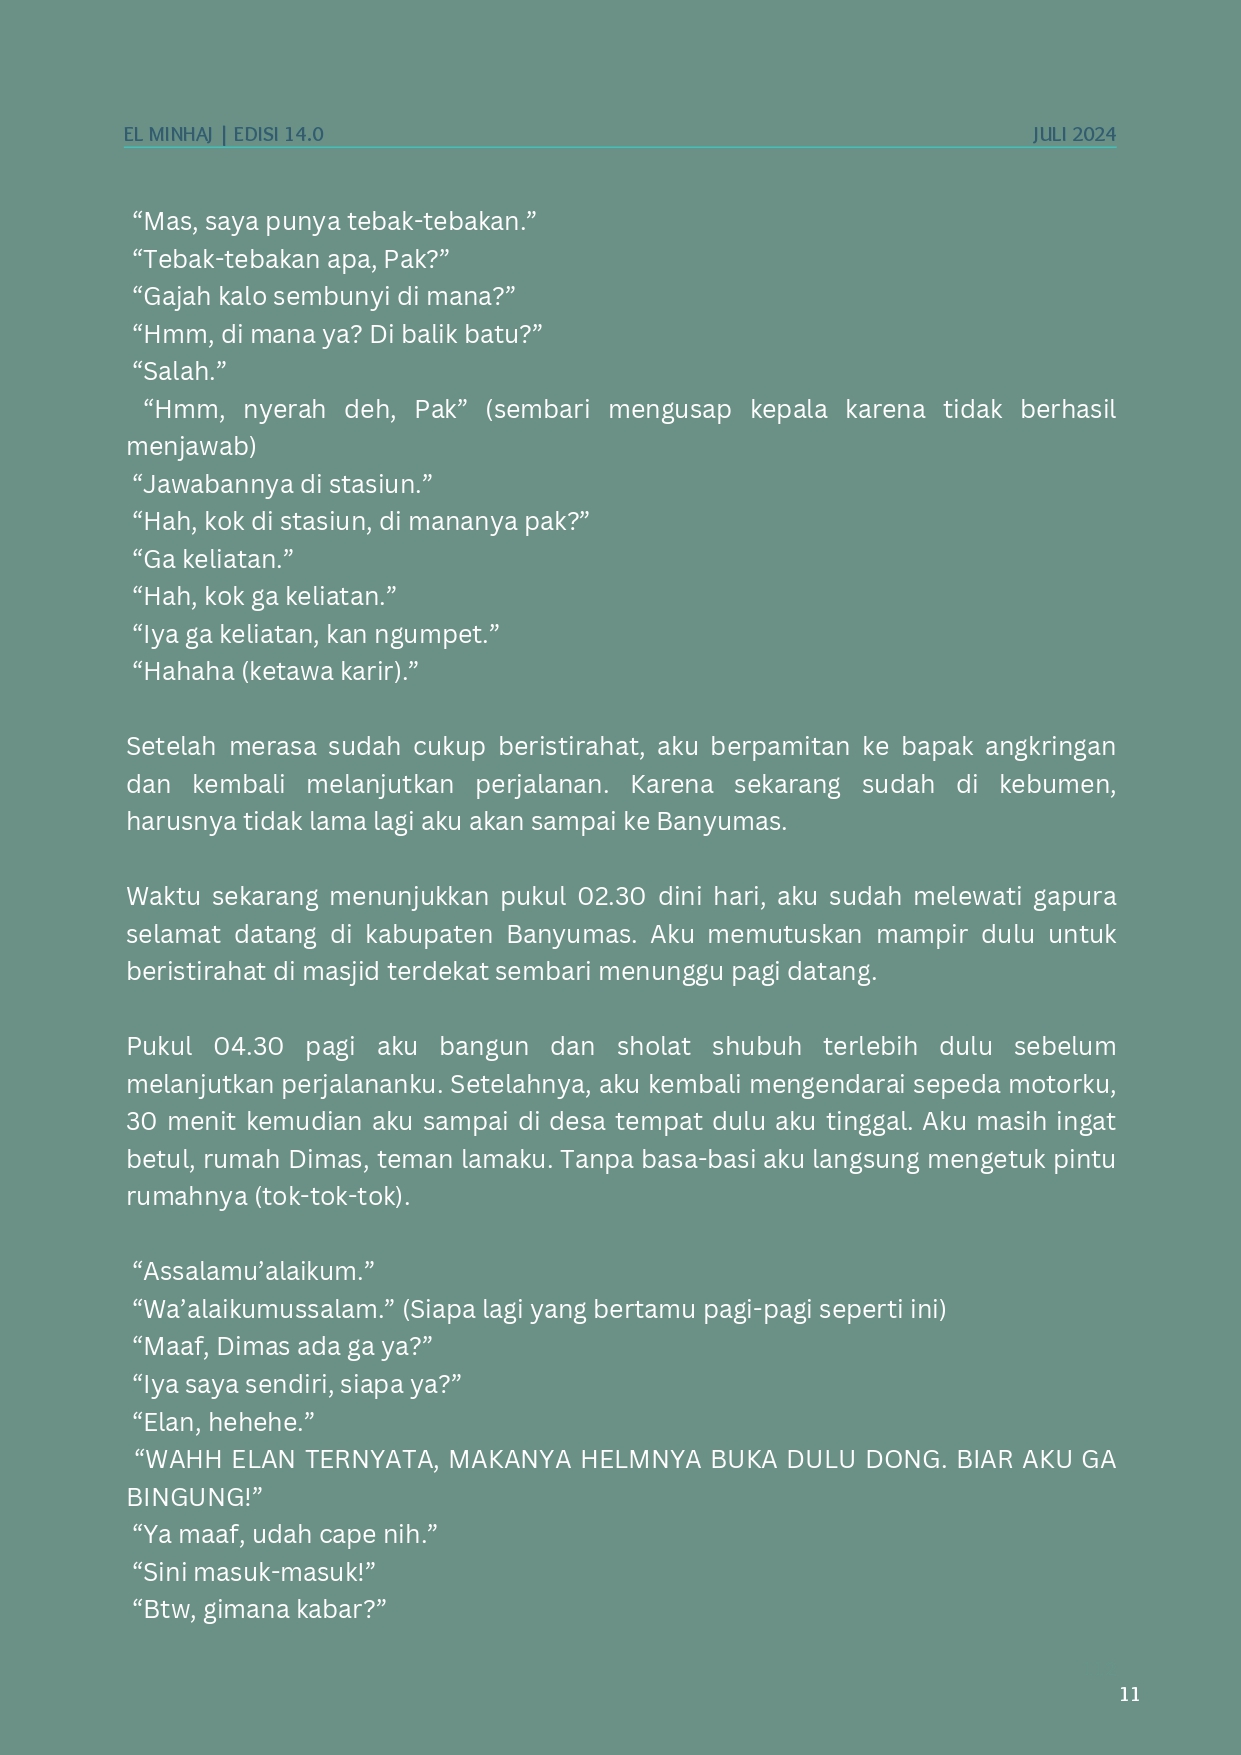 EL MINHAJ | EDISI 14.0
JULI 2024
“Mas, saya punya tebak-tebakan.”
“Tebak-tebakan apa, Pak?”
“Gajah kalo sembunyi di mana?”
“Hmm, di mana ya? Di balik batu?”
“Salah.”
“Hmm, nyerah deh, Pak” (sembari mengusap kepala karena tidak berhasil
menjawab)
“Jawabannya di stasiun.”
“Hah, kok di stasiun, di mananya pak?”
“Ga keliatan.”
“Hah, kok ga keliatan.”
“Iya ga keliatan, kan ngumpet.”
“Hahaha (ketawa karir).”
Setelah merasa sudah cukup beristirahat, aku berpamitan ke bapak angkringan
dan kembali melanjutkan perjalanan. Karena sekarang sudah di kebumen,
harusnya tidak lama lagi aku akan sampai ke Banyumas.
Waktu sekarang menunjukkan pukul 02.30 dini hari, aku sudah melewati gapura
selamat datang di kabupaten Banyumas. Aku memutuskan mampir dulu untuk
beristirahat di masjid terdekat sembari menunggu pagi datang.
Pukul 04.30 pagi aku bangun dan sholat shubuh terlebih dulu sebelum
melanjutkan perjalananku. Setelahnya, aku kembali mengendarai sepeda motorku,
30 menit kemudian aku sampai di desa tempat dulu aku tinggal. Aku masih ingat
betul, rumah Dimas, teman lamaku. Tanpa basa-basi aku langsung mengetuk pintu
rumahnya (tok-tok-tok).
“Assalamu’alaikum.”
“Wa’alaikumussalam.” (Siapa lagi yang bertamu pagi-pagi seperti ini)
“Maaf, Dimas ada ga ya?”
“Iya saya sendiri, siapa ya?”
“Elan, hehehe.”
“WAHH ELAN TERNYATA, MAKANYA HELMNYA BUKA DULU DONG. BIAR AKU GA
BINGUNG!”
“Ya maaf, udah cape nih.”
“Sini masuk-masuk!”
“Btw, gimana kabar?”
11